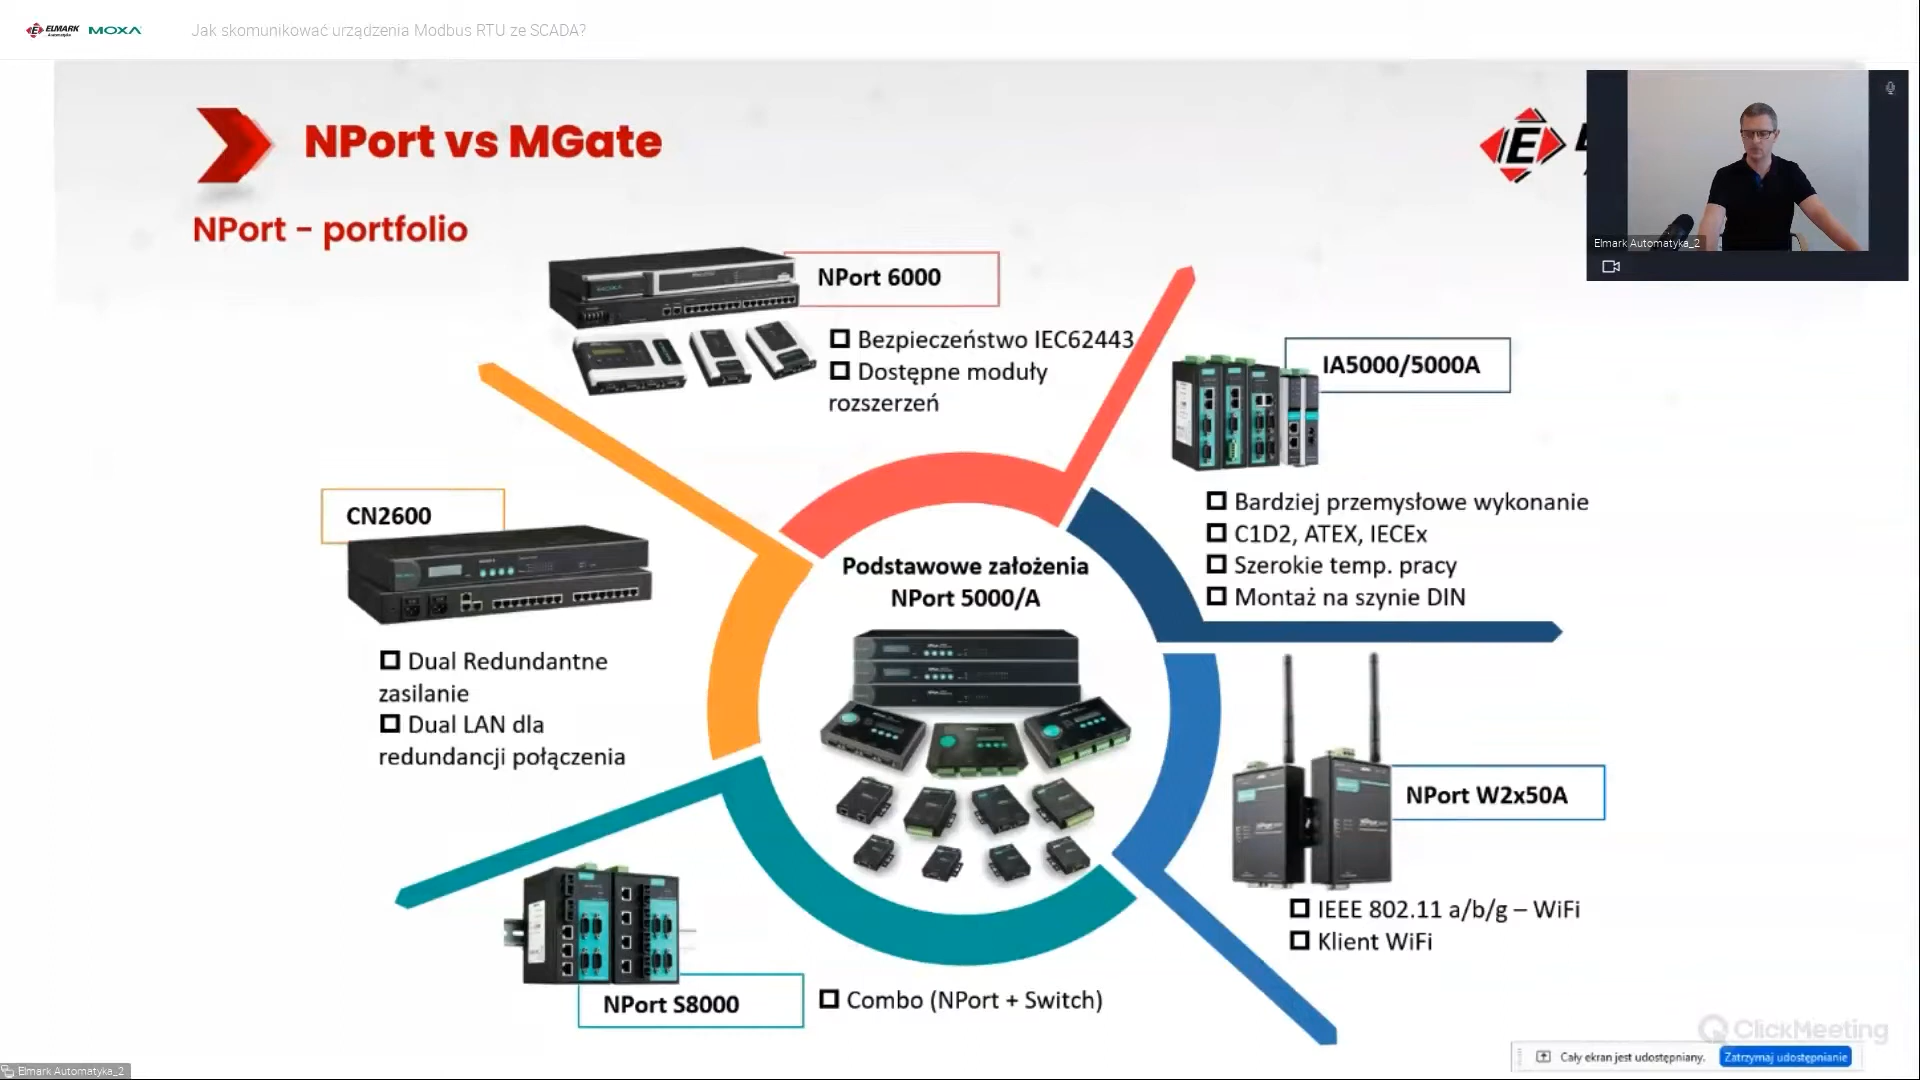 ELMARK
Automatyka
MOXA
Jak skomunikować urządzenia Modbus RTU ze SCADA?
NPort vs MGate
NPort - portfolio
E
Elmark Automatyka_2
NPort 6000
Bezpieczeństwo IEC62443
Dostępne moduły
rozszerzeń
IA5000/5000A
Bardziej przemysłowe wykonanie
C1D2, ATEX, IECEx
Szerokie temp. pracy
Montaż na szynie DIN
CN2600
Dual Redundantne
zasilanie
Dual LAN dla
redundancji połączenia
Podstawowe założenia
NPort 5000/A
NPort W2x50A
IEEE 802.11 a/b/g – WiFi
Klient WiFi
NPort S8000
Combo (NPort + Switch)
ClickMeeting
Cały ekran jest udostępniany.
Zatrzymaj udostępnianie
Elmark Automatyka_2